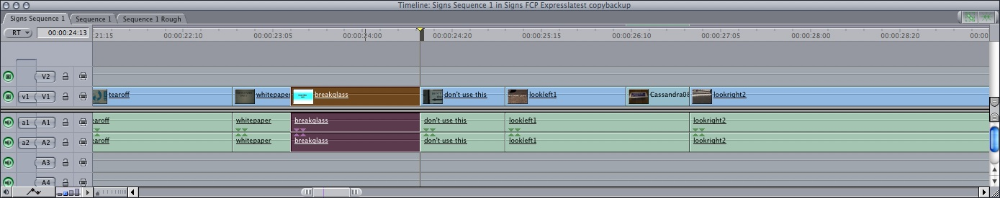 Timeline: Signs Sequence 1 in Signs FCP Expresslatest copybackup
Signs Sequence 1 Sequence 1 Sequence 1 Rough
RT 00:00:24:13 :21:15 00:00:22:10 00:00:23:05 00:00:24:00 00:00:24:20 00:00:25:15 00:00:26:10 00:00:27:05 00:00:28:00 00:00:28:20 00:00
V2
v1 V1 tearoff whitepaper breakglass don't use this lookleft1 Cassandra08 lookright2
a1 A1 earoff whitepaper breakglass don't use this lookleft1 lookright2
a2 A2 earoff whitepaper breakglass don't use this lookleft1 lookright2
A3
A4